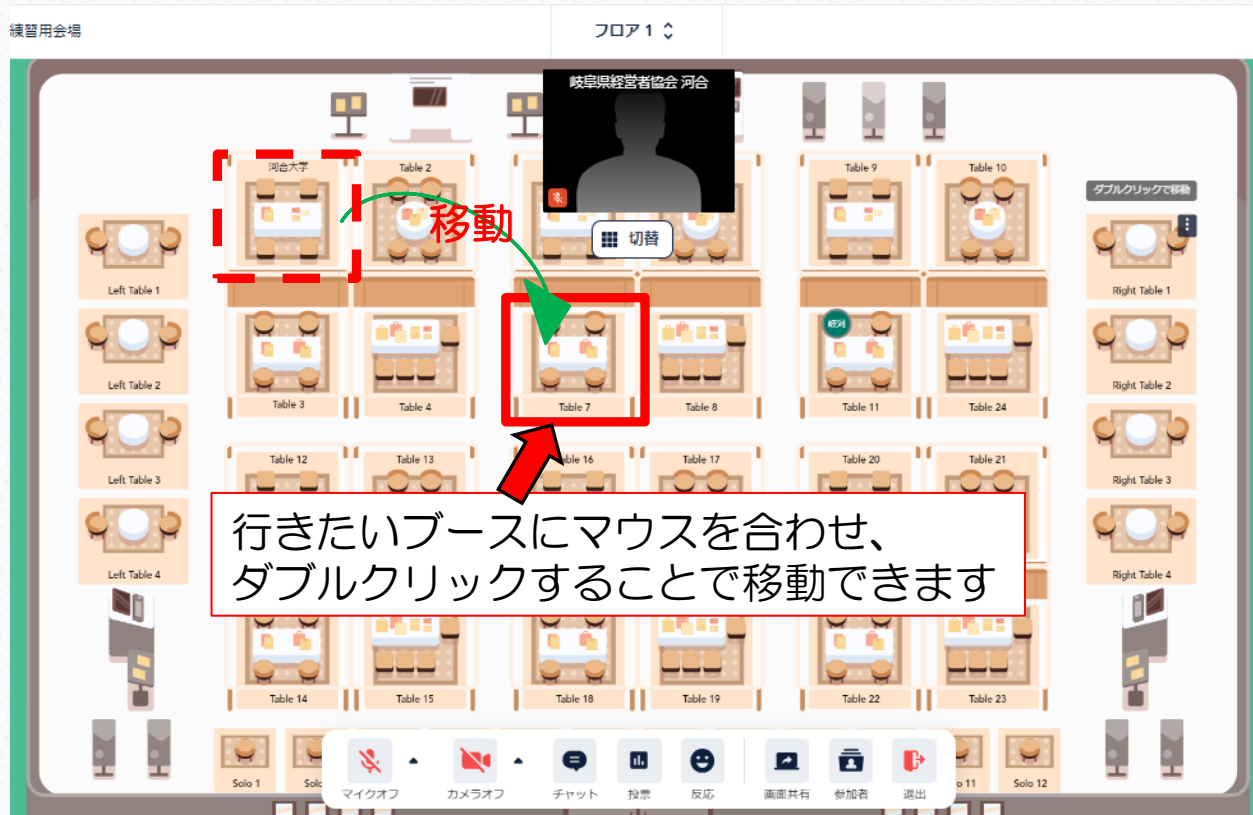 練習用会場
フロア 1
岐阜県経営者協会 河合
河合大学
Table 2
Table 9
Table 10
ダブルクリックで移動
移動
切替
Left Table 1
Right Table 1
Left Table 2
Right Table 2
Table 3
Table 4
Table 7
Table 8
Table 11
Table 24
Table 12
Table 13
Table 16
Table 17
Table 20
Table 21
Left Table 3
Right Table 3
行きたいブースにマウスを合わせ、
ダブルクリックすることで移動できます
Left Table 4
Right Table 4
Table 14
Table 15
Table 18
Table 19
Table 22
Table 23
Solo 1
Solo
11
Solo 12
マイクオフ
カメラオフ
チャット
投票
反応
画面共有
参加者
退出